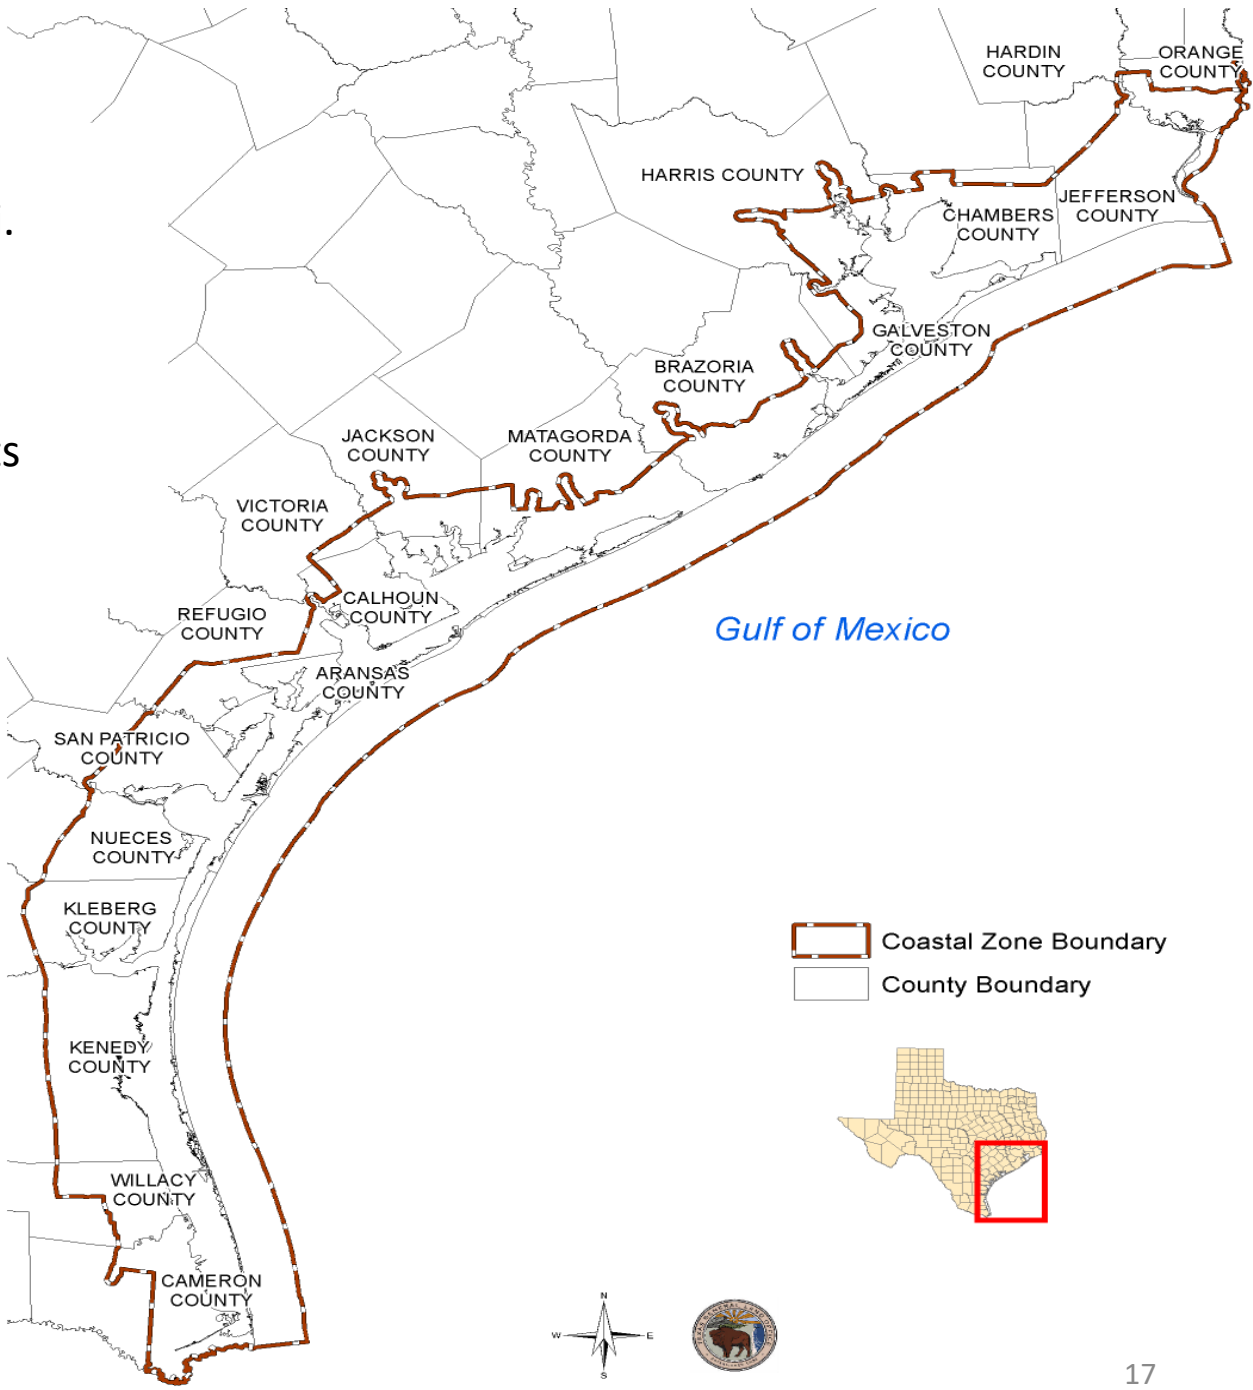 HARDIN
COUNTY
ORANGE
COUNTY
HARRIS COUNTY
JEFFERSON
COUNTY
CHAMBERS
COUNTY
.
GALVESTON
COUNTY
BRAZORIA
COUNTY
JACKSON
COUNTY
MATAGORDA
COUNTY
ts
VICTORIA
COUNTY
CALHOUN
COUNTY
REFUGIO
COUNTY
Gulf of Mexico
ARANSAS
COUNTY
SAN PATRICIO
COUNTY
NUECES
COUNTY
KLEBERG
COUNTY
Coastal Zone Boundary
County Boundary
KENEDY
COUNTY
WILLACY
COUNTY
CAMERON
COUNTY
N
W E
S
17